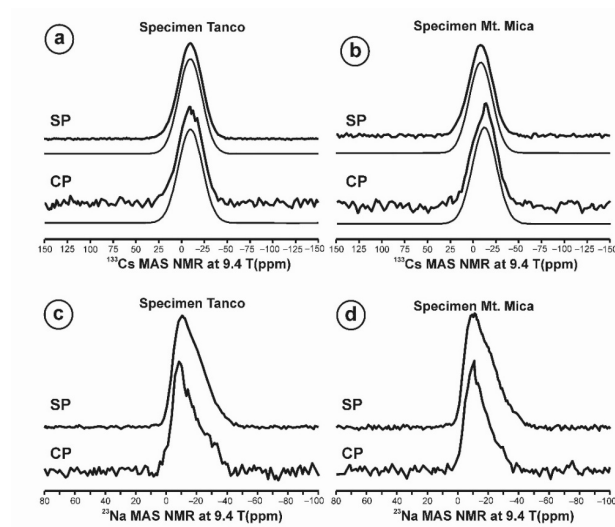 a
Specimen Tanco
SP
CP
150 125 100 75 50 25 0 −25 −50 −75 −100 −125 −150
¹³³Cs MAS NMR at 9.4 T(ppm)
b
Specimen Mt. Mica
SP
CP
150 125 100 75 50 25 0 −25 −50 −75 −100 −125 −150
¹³³Cs MAS NMR at 9.4 T(ppm)
c
Specimen Tanco
SP
CP
80 60 40 20 0 −20 −40 −60 −80 −100
²³Na MAS NMR at 9.4 T(ppm)
d
Specimen Mt. Mica
SP
CP
80 60 40 20 0 −20 −40 −60 −80 −100
²³Na MAS NMR at 9.4 T(ppm)